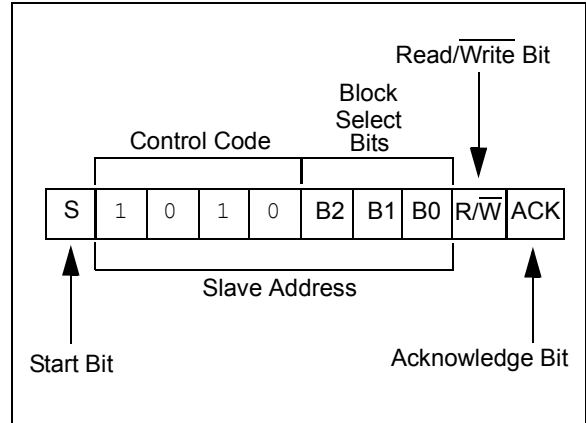 Read/Write Bit
Block
Select
Bits
Control Code
S 1 0 1 0 B2 B1 B0 R/W ACK
Slave Address
Start Bit
Acknowledge Bit